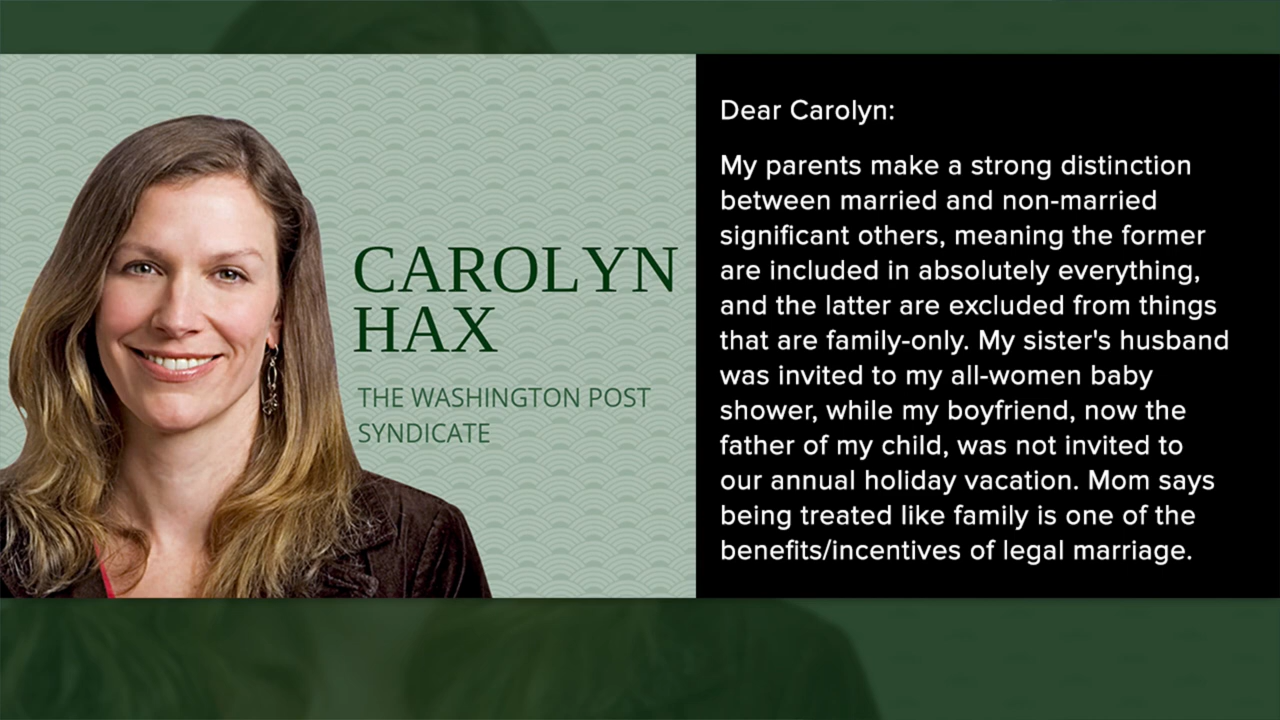 CAROLYN
HAX
THE WASHINGTON POST
SYNDICATE
Dear Carolyn:
My parents make a strong distinction
between married and non-married
significant others, meaning the former
are included in absolutely everything,
and the latter are excluded from things
that are family-only. My sister's husband
was invited to my all-women baby
shower, while my boyfriend, now the
father of my child, was not invited to
our annual holiday vacation. Mom says
being treated like family is one of the
benefits/incentives of legal marriage.